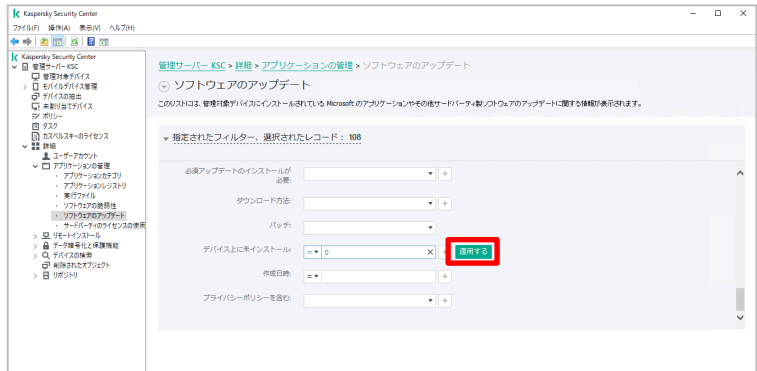 Kaspersky Security Center
ファイル(F) 操作(A) 表示(V) ヘルプ(H)
Kaspersky Security Center
管理サーバー KSC
管理対象デバイス
モバイルデバイス管理
デバイスの抽出
未割り当てデバイス
ポリシー
タスク
カスペルスキーのライセンス
詳細
ユーザーアカウント
アプリケーションの管理
アプリケーションカテゴリ
アプリケーションレジストリ
実行ファイル
ソフトウェアの脆弱性
ソフトウェアのアップデート
サードパーティのライセンスの使用
リモートインストール
データ暗号化と保護機能
デバイスの検索
削除されたオブジェクト
リポジトリ
管理サーバー KSC > 詳細 > アプリケーションの管理 > ソフトウェアのアップデート
ソフトウェアのアップデート
このリストには、管理対象デバイスにインストールされている Microsoft のアプリケーションやその他サードパーティ製ソフトウェアのアップデートに関する情報が表示されます。
指定されたフィルター、選択されたレコード: 108
必須アップデートのインストールが
必要:
ダウンロード方法:
パッチ:
デバイス上に未インストール: = 0 適用する
作成日時: =
プライバシーポリシーを含む: